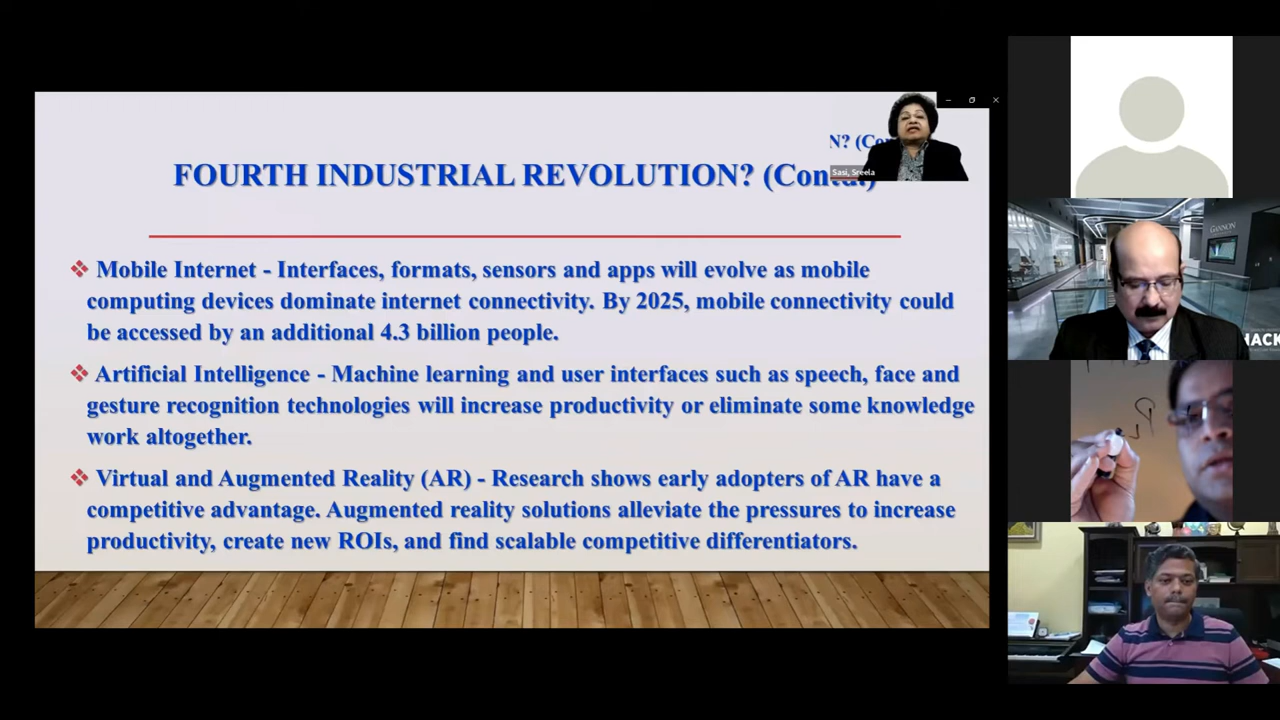 N? (Co
FOURTH INDUSTRIAL REVOLUTION? (Contd.)
Sasi, Sreela
❖ Mobile Internet - Interfaces, formats, sensors and apps will evolve as mobile
computing devices dominate internet connectivity. By 2025, mobile connectivity could
be accessed by an additional 4.3 billion people.
❖ Artificial Intelligence - Machine learning and user interfaces such as speech, face and
gesture recognition technologies will increase productivity or eliminate some knowledge
work altogether.
❖ Virtual and Augmented Reality (AR) - Research shows early adopters of AR have a
competitive advantage. Augmented reality solutions alleviate the pressures to increase
productivity, create new ROIs, and find scalable competitive differentiators.
GANNON
HACK